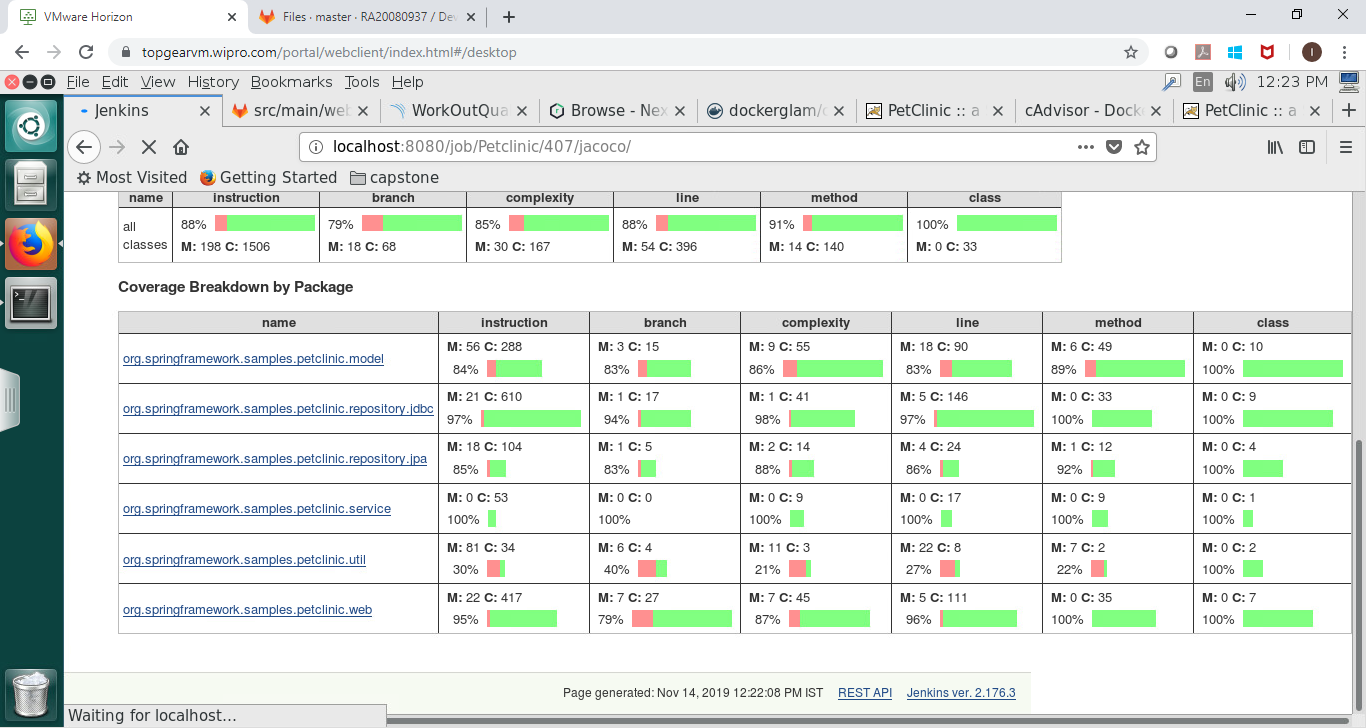 VMware Horizon
Files · master · RA20080937 / Dev
topgearvm.wipro.com/portal/webclient/index.html#/desktop
I
File Edit View History Bookmarks Tools Help
En
12:23 PM
Jenkins
src/main/web
WorkOutQua
Browse - Nex
dockerglam/c
PetClinic :: a
cAdvisor - Docke
PetClinic :: a
localhost:8080/job/Petclinic/407/jacoco/
Most Visited Getting Started capstone
name instruction branch complexity line method class
all classes 88% 79% 85% 88% 91% 100%
M: 198 C: 1506 M: 18 C: 68 M: 30 C: 167 M: 54 C: 396 M: 14 C: 140 M: 0 C: 33
Coverage Breakdown by Package
name instruction branch complexity line method class
org.springframework.samples.petclinic.model M: 56 C: 288 M: 3 C: 15 M: 9 C: 55 M: 18 C: 90 M: 6 C: 49 M: 0 C: 10
84% 83% 86% 83% 89% 100%
org.springframework.samples.petclinic.repository.jdbc M: 21 C: 610 M: 1 C: 17 M: 1 C: 41 M: 5 C: 146 M: 0 C: 33 M: 0 C: 9
97% 94% 98% 97% 100% 100%
org.springframework.samples.petclinic.repository.jpa M: 18 C: 104 M: 1 C: 5 M: 2 C: 14 M: 4 C: 24 M: 1 C: 12 M: 0 C: 4
85% 83% 88% 86% 92% 100%
org.springframework.samples.petclinic.service M: 0 C: 53 M: 0 C: 0 M: 0 C: 9 M: 0 C: 17 M: 0 C: 9 M: 0 C: 1
100% 100% 100% 100% 100% 100%
org.springframework.samples.petclinic.util M: 81 C: 34 M: 6 C: 4 M: 11 C: 3 M: 22 C: 8 M: 7 C: 2 M: 0 C: 2
30% 40% 21% 27% 22% 100%
org.springframework.samples.petclinic.web M: 22 C: 417 M: 7 C: 27 M: 7 C: 45 M: 5 C: 111 M: 0 C: 35 M: 0 C: 7
95% 79% 87% 96% 100% 100%
Page generated: Nov 14, 2019 12:22:08 PM IST REST API Jenkins ver. 2.176.3
Waiting for localhost...